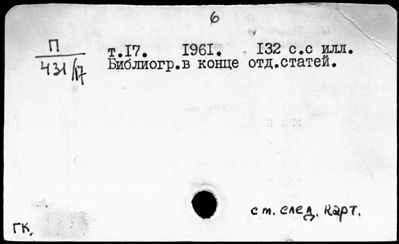 6
П
431/17
т.17. 1961. 132 с.с илл.
Библиогр.в конце отд.статей.
см. след. карт.
ГК.